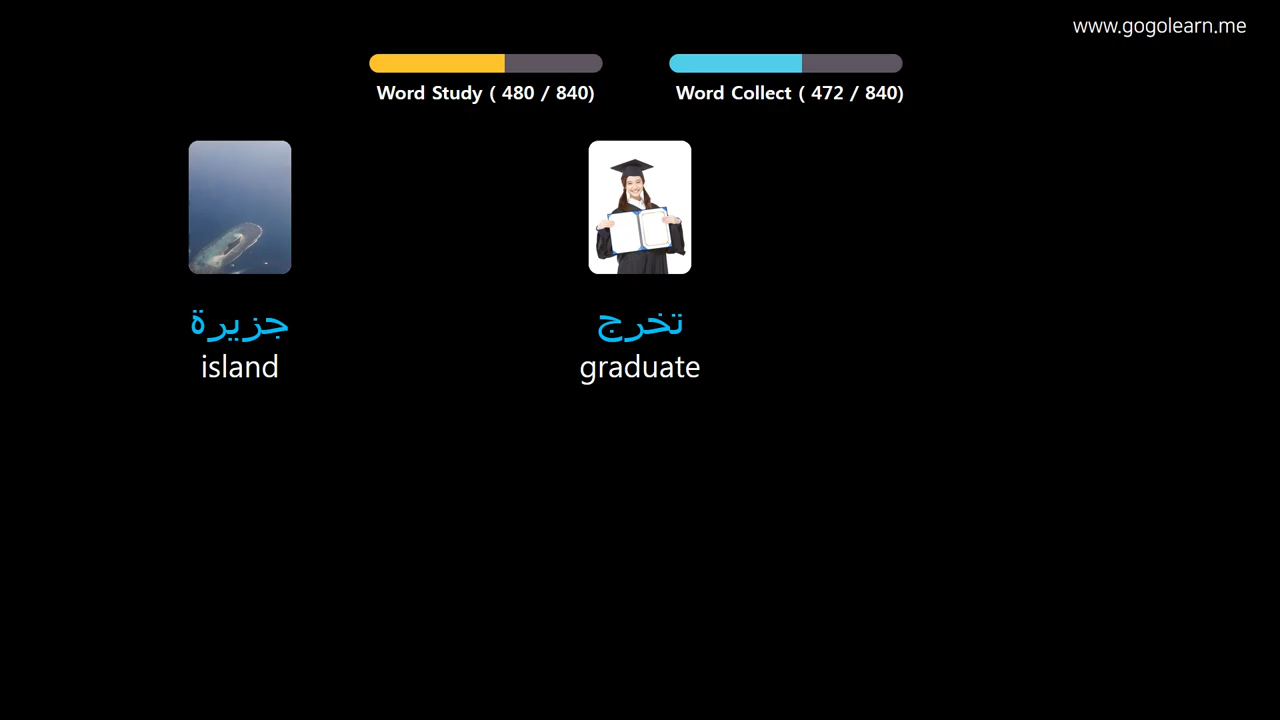 www.gogolearn.me
Word Study ( 480 / 840)
Word Collect ( 472 / 840)
جزيرة
island
تخرج
graduate